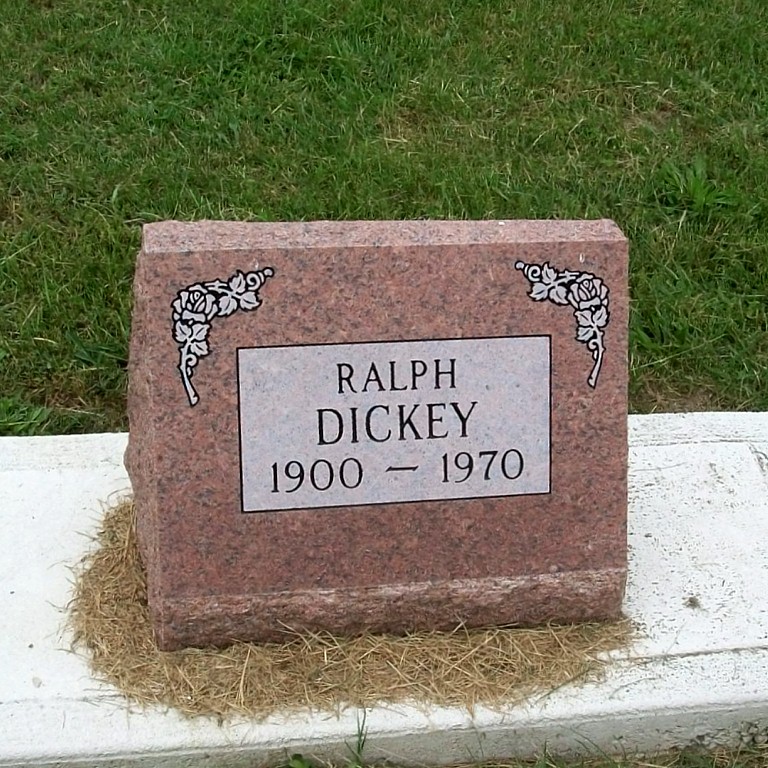 RALPH
DICKEY
1900 — 1970